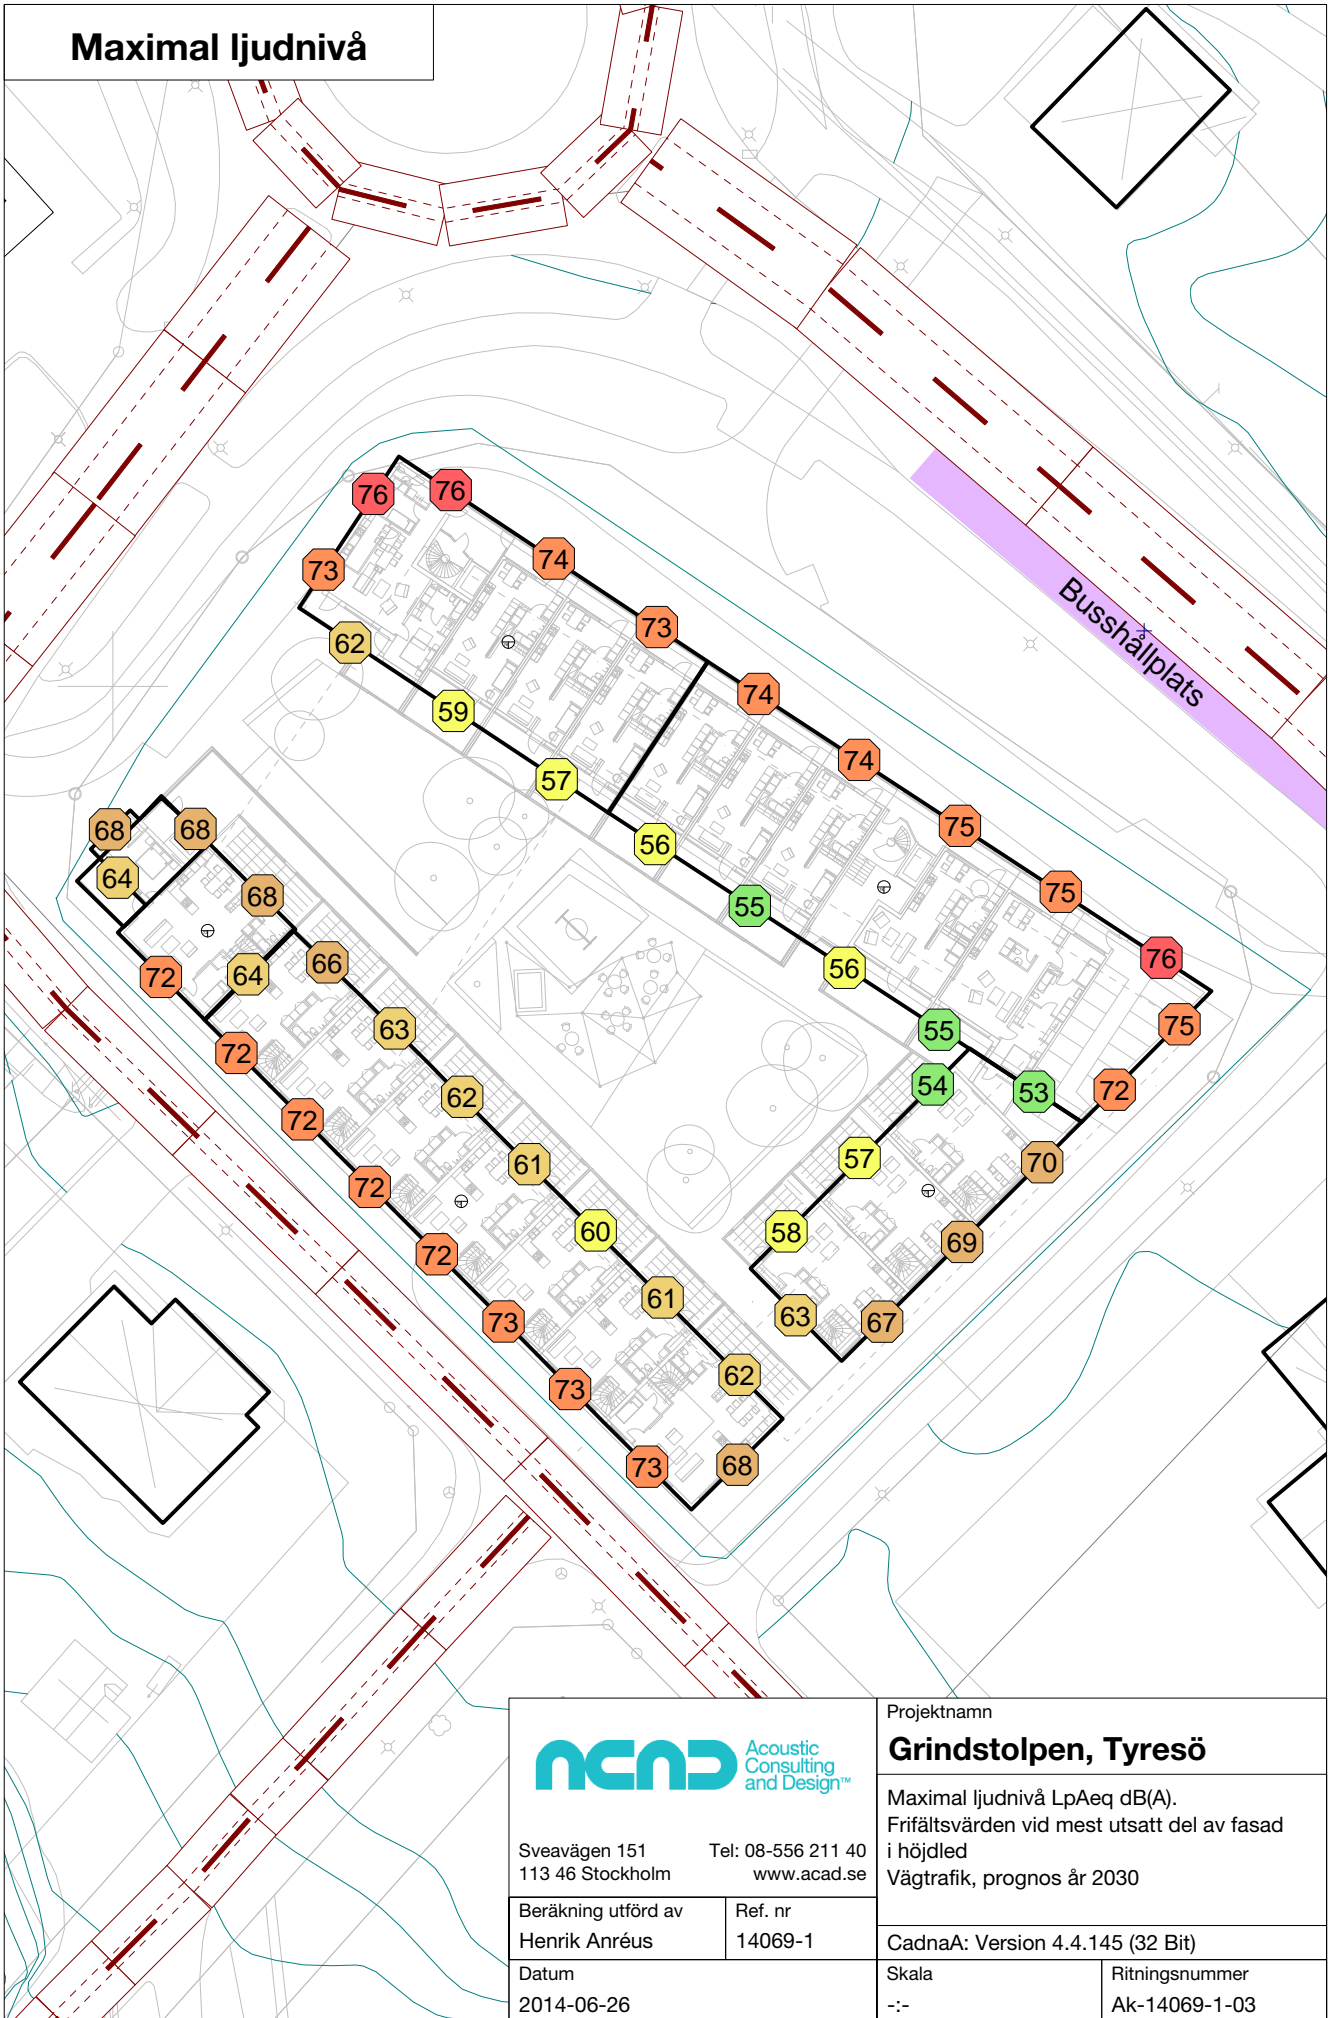 Maximal ljudnivå
Busshållplats
76
76
74
73
73
62
74
59
74
57
75
56
68
68
75
64
68
55
76
66
56
64
72
75
63
55
72
54
53
72
62
72
61
57
70
72
60
58
69
72
61
63
67
73
62
73
73
68
ACAD Acoustic
Consulting
and Design™
Sveavägen 151 Tel: 08-556 211 40
113 46 Stockholm www.acad.se
Beräkning utförd av
Henrik Anréus
Ref. nr
14069-1
Datum
2014-06-26
Projektnamn
Grindstolpen, Tyresö
Maximal ljudnivå LpAeq dB(A).
Frifältsvärden vid mest utsatt del av fasad
i höjdled
Vägtrafik, prognos år 2030
CadnaA: Version 4.4.145 (32 Bit)
Skala
-:-
Ritningsnummer
Ak-14069-1-03